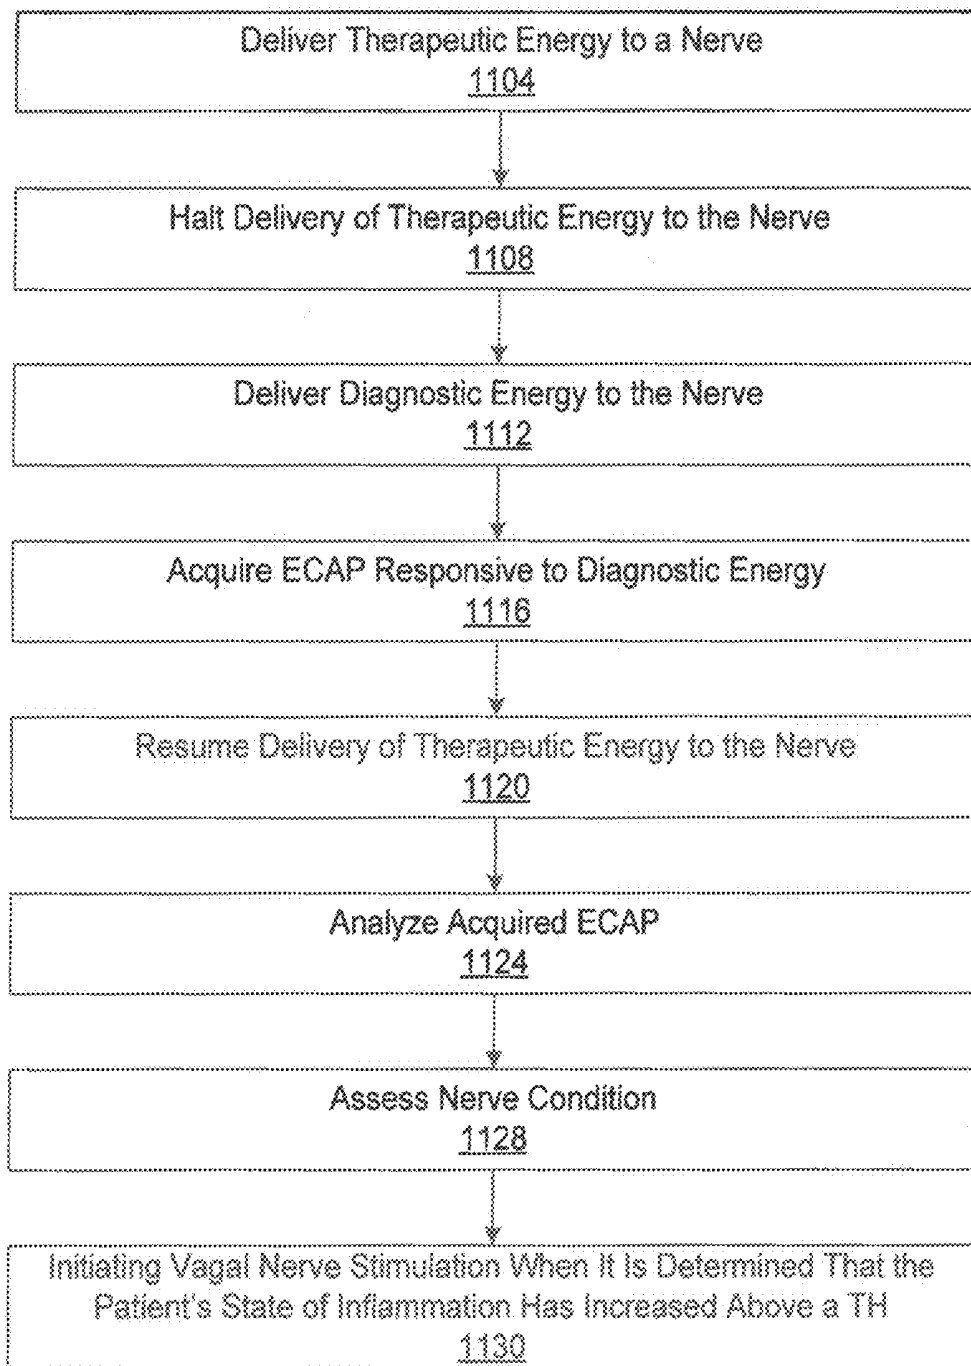 Deliver Therapeutic Energy to a Nerve
1104
Halt Delivery of Therapeutic Energy to the Nerve
1108
Deliver Diagnostic Energy to the Nerve
1112
Acquire ECAP Responsive to Diagnostic Energy
1116
Resume Delivery of Therapeutic Energy to the Nerve
1120
Analyze Acquired ECAP
1124
Assess Nerve Condition
1128
Initiating Vagal Nerve Stimulation When It Is Determined That the
Patient's State of Inflammation Has Increased Above a TH
1130